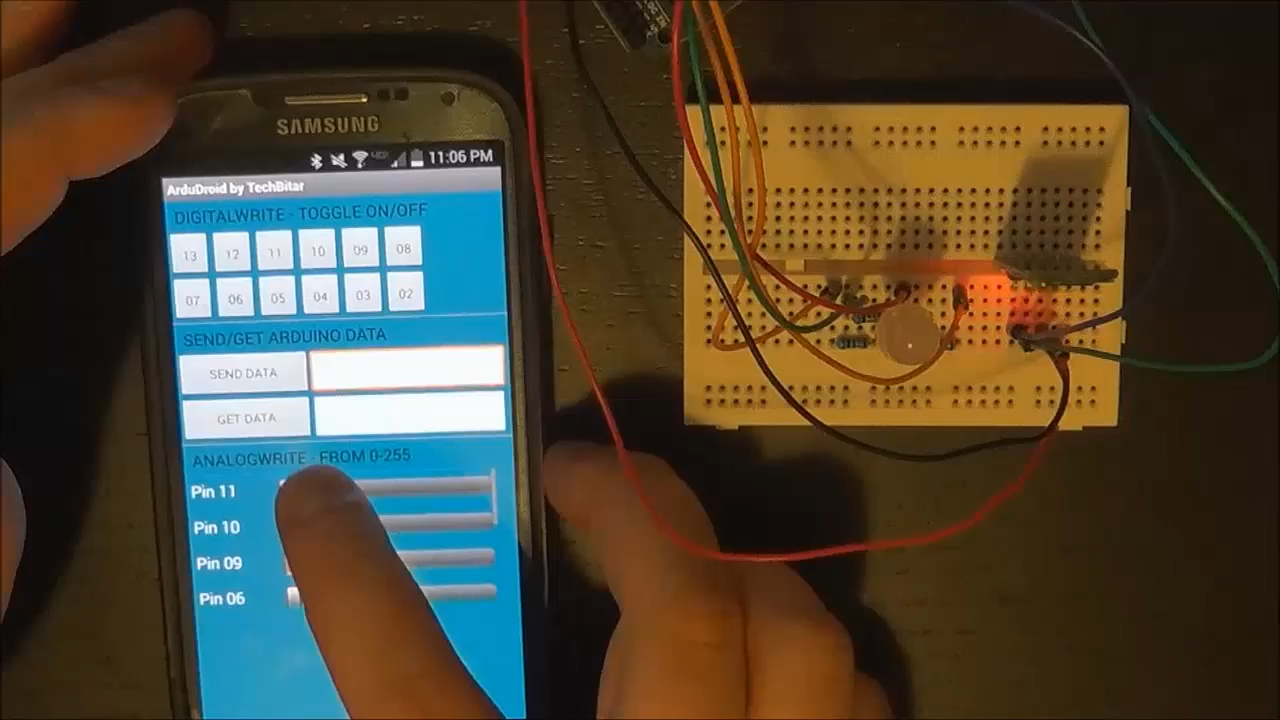 SAMSUNG
11:06 PM
ArduDroid by TechBitar
DIGITALWRITE - TOGGLE ON/OFF
13 12 11 10 09 08
07 06 05 04 03 02
SEND/GET ARDUINO DATA
SEND DATA
GET DATA
ANALOGWRITE - FROM 0-255
Pin 11
Pin 10
Pin 09
Pin 06